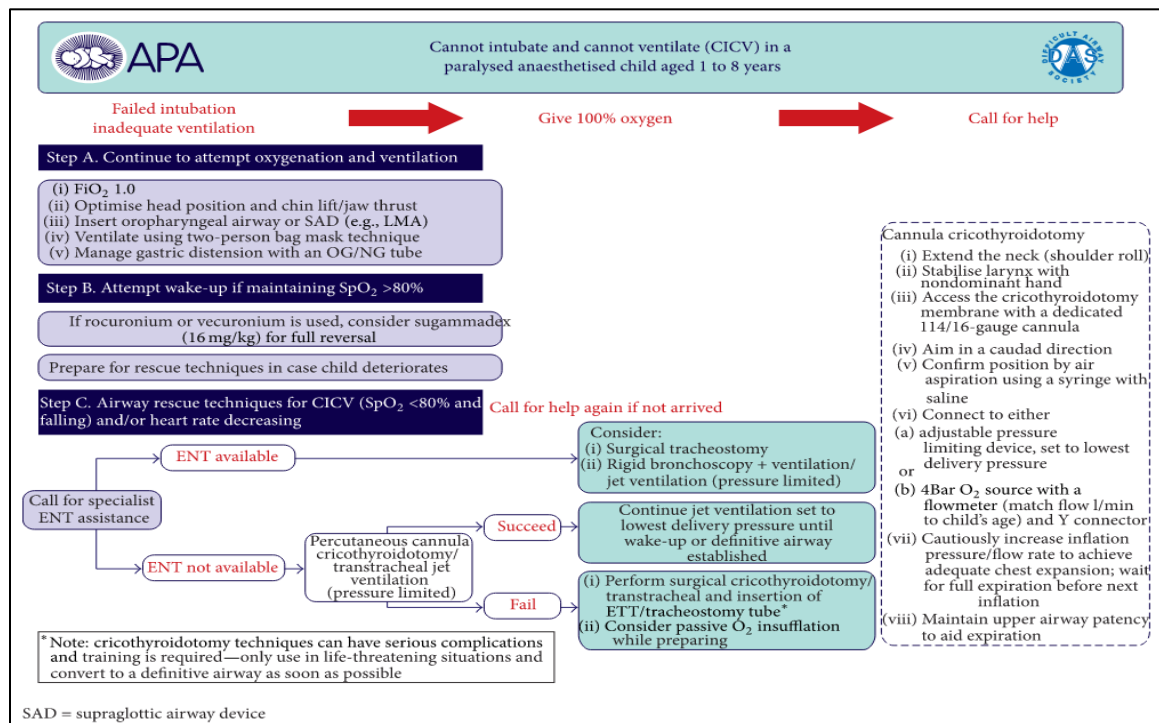 APA
Cannot intubate and cannot ventilate (CICV) in a
paralysed anaesthetised child aged 1 to 8 years
DIFFICULT AIRWAY SOCIETY
DAS
Failed intubation
inadequate ventilation
Give 100% oxygen
Call for help
Step A. Continue to attempt oxygenation and ventilation
(i) FiO₂ 1.0
(ii) Optimise head position and chin lift/jaw thrust
(iii) Insert oropharyngeal airway or SAD (e.g., LMA)
(iv) Ventilate using two-person bag mask technique
(v) Manage gastric distension with an OG/NG tube
Step B. Attempt wake-up if maintaining SpO₂ >80%
If rocuronium or vecuronium is used, consider sugammadex
(16 mg/kg) for full reversal
Prepare for rescue techniques in case child deteriorates
Step C. Airway rescue techniques for CICV (SpO₂ <80% and
falling) and/or heart rate decreasing
Call for help again if not arrived
Call for specialist
ENT assistance
ENT available
Consider:
(i) Surgical tracheostomy
(ii) Rigid bronchoscopy + ventilation/
jet ventilation (pressure limited)
ENT not available
Percutaneous cannula
cricothyroidotomy/
transtracheal jet
ventilation
(pressure limited)
Succeed
Continue jet ventilation set to
lowest delivery pressure until
wake-up or definitive airway
established
Fail
(i) Perform surgical cricothyroidotomy/
transtracheal and insertion of
ETT/tracheostomy tube*
(ii) Consider passive O₂ insufflation
while preparing
Cannula cricothyroidotomy
(i) Extend the neck (shoulder roll)
(ii) Stabilise larynx with
nondominant hand
(iii) Access the cricothyroidotomy
membrane with a dedicated
114/16-gauge cannula
(iv) Aim in a caudad direction
(v) Confirm position by air
aspiration using a syringe with
saline
(vi) Connect to either
(a) adjustable pressure
limiting device, set to lowest
delivery pressure
or
(b) 4Bar O₂ source with a
flowmeter (match flow l/min
to child's age) and Y connector
(vii) Cautiously increase inflation
pressure/flow rate to achieve
adequate chest expansion; wait
for full expiration before next
inflation
(viii) Maintain upper airway patency
to aid expiration
*Note: cricothyroidotomy techniques can have serious complications
and training is required—only use in life-threatening situations and
convert to a definitive airway as soon as possible
SAD = supraglottic airway device